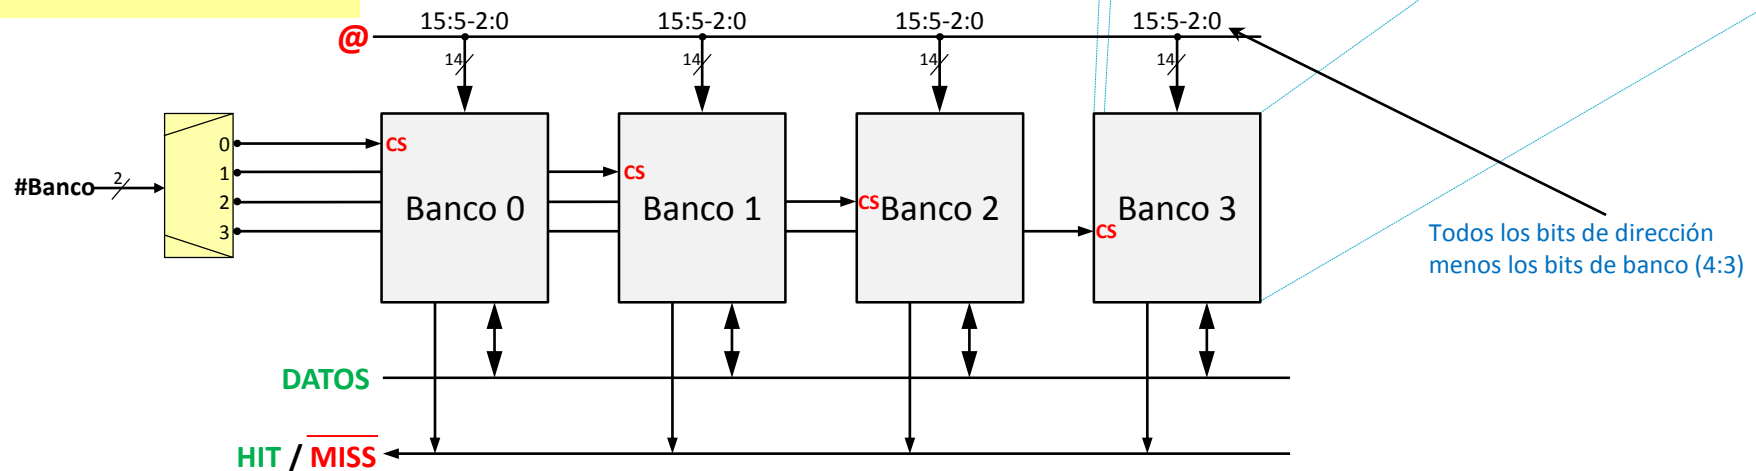 15:5-2:0 15:5-2:0 15:5-2:0 15:5-2:0
@
14 14 14 14
0 CS
1 CS
#Banco 2
2 CS
3 CS
Banco 0 Banco 1 Banco 2 Banco 3
Todos los bits de dirección
menos los bits de banco (4:3)
DATOS
HIT / MISS